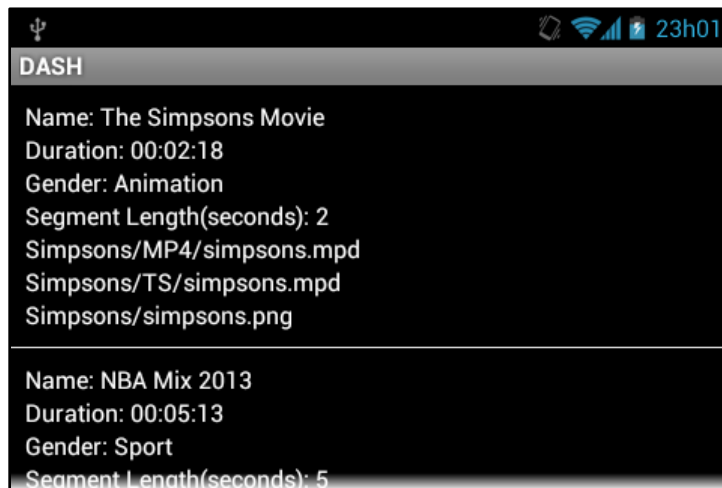 23h01
DASH
Name: The Simpsons Movie
Duration: 00:02:18
Gender: Animation
Segment Length(seconds): 2
Simpsons/MP4/simpsons.mpd
Simpsons/TS/simpsons.mpd
Simpsons/simpsons.png
Name: NBA Mix 2013
Duration: 00:05:13
Gender: Sport
Segment Length(seconds): 5